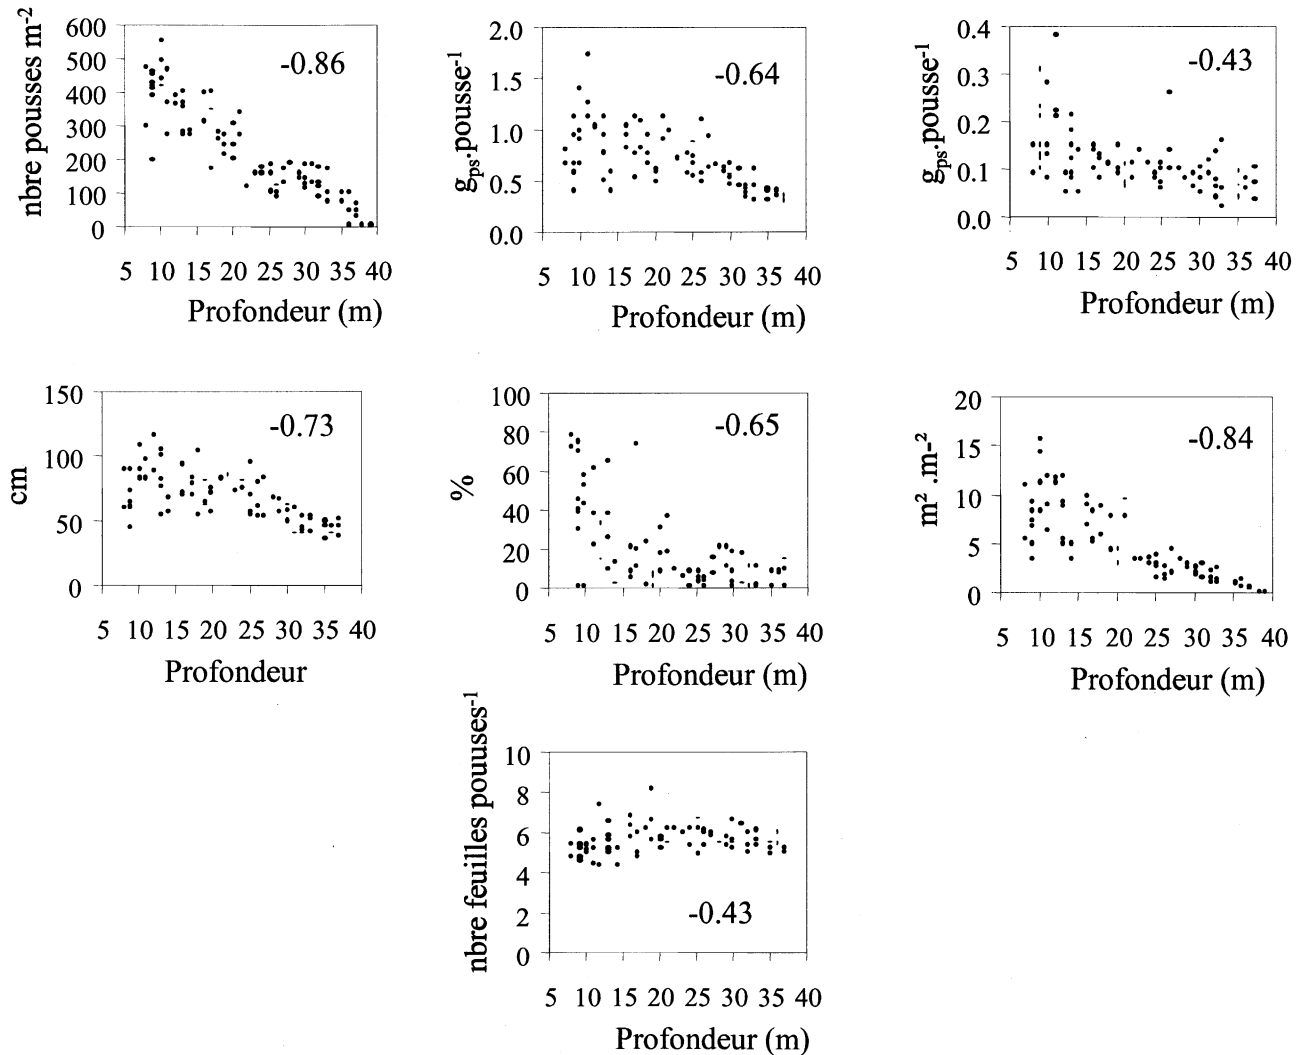 nbre pousses m-2
600
500
400
300
200
100
0
-0.86
5 10 15 20 25 30 35 40
Profondeur (m)
gps.pousse-1
2.0
1.5
1.0
0.5
0.0
-0.64
5 10 15 20 25 30 35 40
Profondeur (m)
gps.pousse-1
0.4
0.3
0.2
0.1
0.0
-0.43
5 10 15 20 25 30 35 40
Profondeur (m)
cm
150
100
50
0
-0.73
5 10 15 20 25 30 35 40
Profondeur
%
100
80
60
40
20
0
-0.65
5 10 15 20 25 30 35 40
Profondeur (m)
m² .m-²
20
15
10
5
0
-0.84
5 10 15 20 25 30 35 40
Profondeur (m)
nbre feuilles pouuses-1
10
8
6
4
2
0
-0.43
5 10 15 20 25 30 35 40
Profondeur (m)